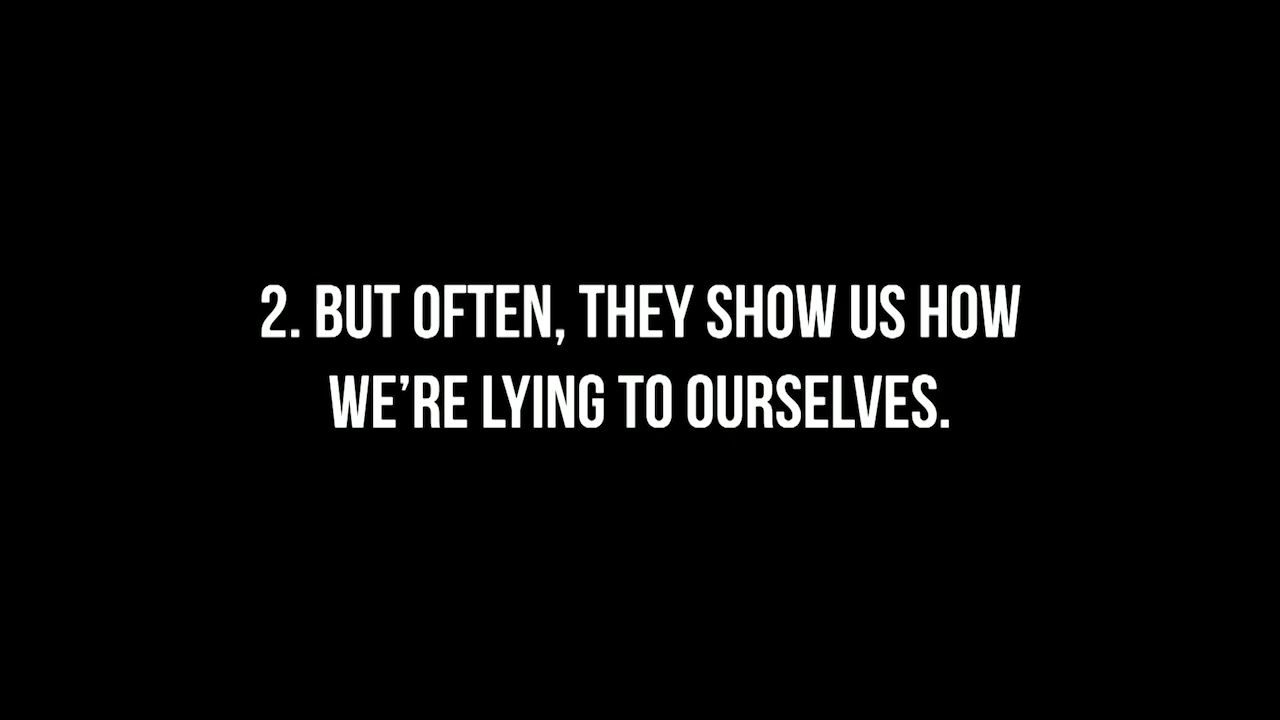 2. BUT OFTEN, THEY SHOW US HOW
WE’RE LYING TO OURSELVES.